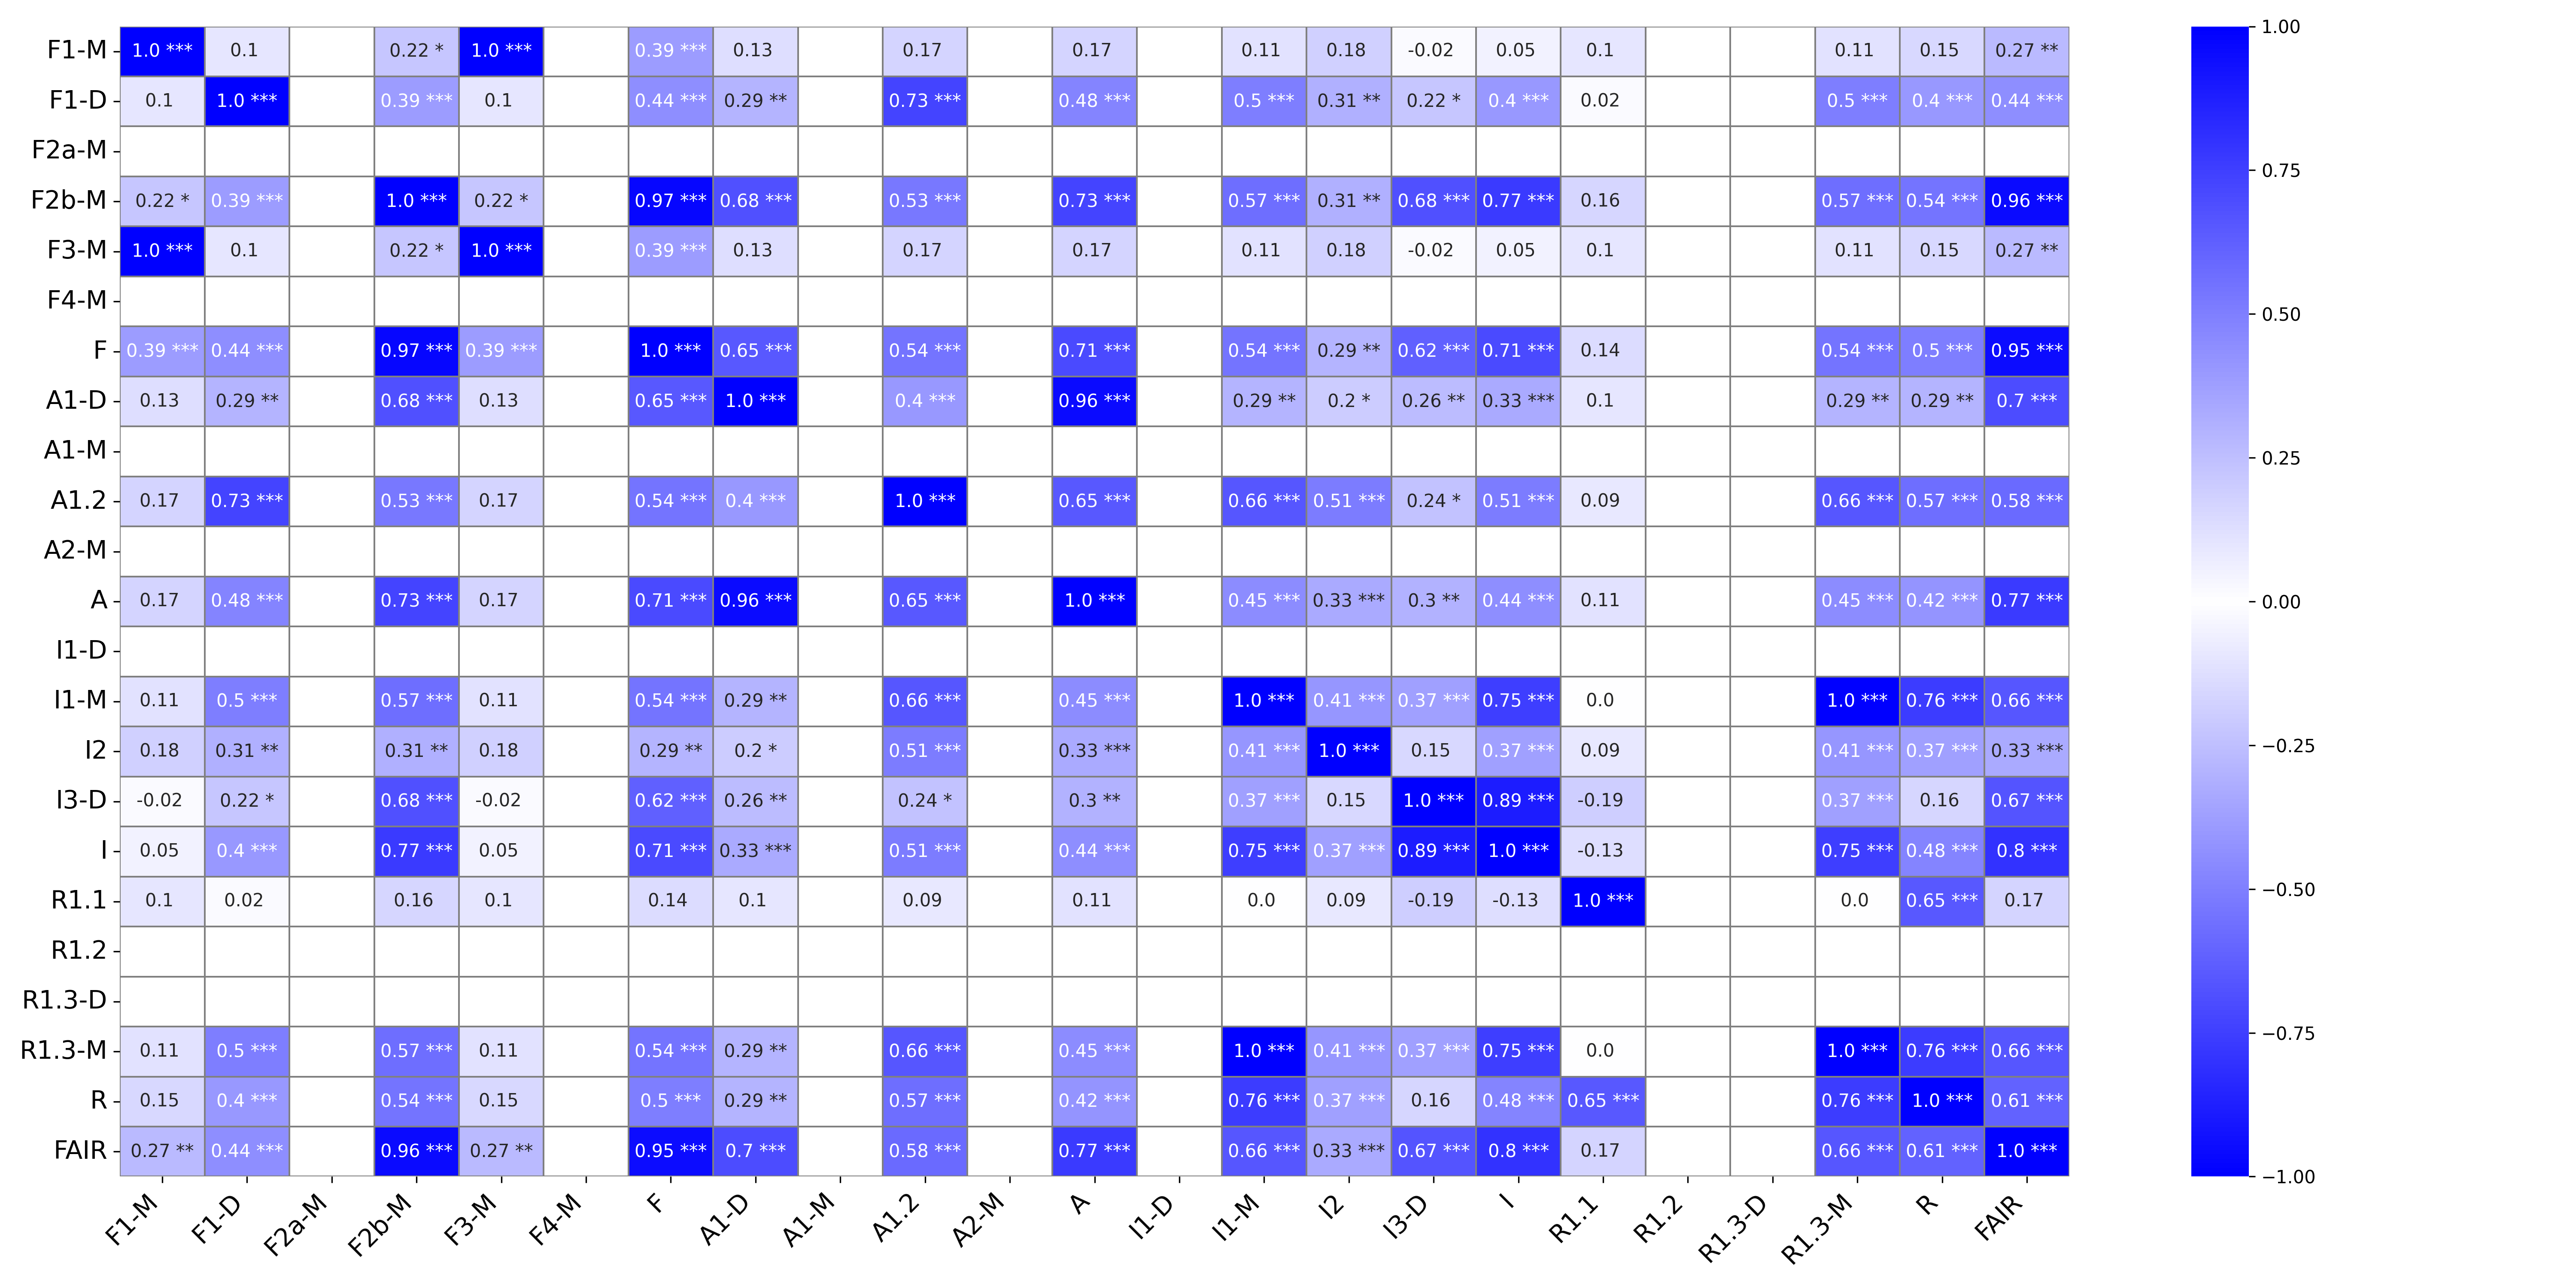 F1-M 1.0 *** 0.1 0.22 * 1.0 *** 0.39 *** 0.13 0.17 0.17 0.11 0.18 -0.02 0.05 0.1 0.11 0.15 0.27 **
F1-D 0.1 1.0 *** 0.39 *** 0.1 0.44 *** 0.29 ** 0.73 *** 0.48 *** 0.5 *** 0.31 ** 0.22 * 0.4 *** 0.02 0.5 *** 0.4 *** 0.44 ***
F2a-M
F2b-M 0.22 * 0.39 *** 1.0 *** 0.22 * 0.97 *** 0.68 *** 0.53 *** 0.73 *** 0.57 *** 0.31 ** 0.68 *** 0.77 *** 0.16 0.57 *** 0.54 *** 0.96 ***
F3-M 1.0 *** 0.1 0.22 * 1.0 *** 0.39 *** 0.13 0.17 0.17 0.11 0.18 -0.02 0.05 0.1 0.11 0.15 0.27 **
F4-M
F 0.39 *** 0.44 *** 0.97 *** 0.39 *** 1.0 *** 0.65 *** 0.54 *** 0.71 *** 0.54 *** 0.29 ** 0.62 *** 0.71 *** 0.14 0.54 *** 0.5 *** 0.95 ***
A1-D 0.13 0.29 ** 0.68 *** 0.13 0.65 *** 1.0 *** 0.4 *** 0.96 *** 0.29 ** 0.2 * 0.26 ** 0.33 *** 0.1 0.29 ** 0.29 ** 0.7 ***
A1-M
A1.2 0.17 0.73 *** 0.53 *** 0.17 0.54 *** 0.4 *** 1.0 *** 0.65 *** 0.66 *** 0.51 *** 0.24 * 0.51 *** 0.09 0.66 *** 0.57 *** 0.58 ***
A2-M
A 0.17 0.48 *** 0.73 *** 0.17 0.71 *** 0.96 *** 0.65 *** 1.0 *** 0.45 *** 0.33 *** 0.3 ** 0.44 *** 0.11 0.45 *** 0.42 *** 0.77 ***
I1-D
I1-M 0.11 0.5 *** 0.57 *** 0.11 0.54 *** 0.29 ** 0.66 *** 0.45 *** 1.0 *** 0.41 *** 0.37 *** 0.75 *** 0.0 1.0 *** 0.76 *** 0.66 ***
I2 0.18 0.31 ** 0.31 ** 0.18 0.29 ** 0.2 * 0.51 *** 0.33 *** 0.41 *** 1.0 *** 0.15 0.37 *** 0.09 0.41 *** 0.37 *** 0.33 ***
I3-D -0.02 0.22 * 0.68 *** -0.02 0.62 *** 0.26 ** 0.24 * 0.3 ** 0.37 *** 0.15 1.0 *** 0.89 *** -0.19 0.37 *** 0.16 0.67 ***
I 0.05 0.4 *** 0.77 *** 0.05 0.71 *** 0.33 *** 0.51 *** 0.44 *** 0.75 *** 0.37 *** 0.89 *** 1.0 *** -0.13 0.75 *** 0.48 *** 0.8 ***
R1.1 0.1 0.02 0.16 0.1 0.14 0.1 0.09 0.11 0.0 0.09 -0.19 -0.13 1.0 *** 0.0 0.65 *** 0.17
R1.2
R1.3-D
R1.3-M 0.11 0.5 *** 0.57 *** 0.11 0.54 *** 0.29 ** 0.66 *** 0.45 *** 1.0 *** 0.41 *** 0.37 *** 0.75 *** 0.0 1.0 *** 0.76 *** 0.66 ***
R 0.15 0.4 *** 0.54 *** 0.15 0.5 *** 0.29 ** 0.57 *** 0.42 *** 0.76 *** 0.37 *** 0.16 0.48 *** 0.65 *** 0.76 *** 1.0 *** 0.61 ***
FAIR 0.27 ** 0.44 *** 0.96 *** 0.27 ** 0.95 *** 0.7 *** 0.58 *** 0.77 *** 0.66 *** 0.33 *** 0.67 *** 0.8 *** 0.17 0.66 *** 0.61 *** 1.0 ***
F1-M F1-D F2a-M F2b-M F3-M F4-M F A1-D A1-M A1.2 A2-M A I1-D I1-M I2 I3-D I R1.1 R1.2 R1.3-D R1.3-M R FAIR
1.00
0.75
0.50
0.25
0.00
−0.25
−0.50
−0.75
−1.00